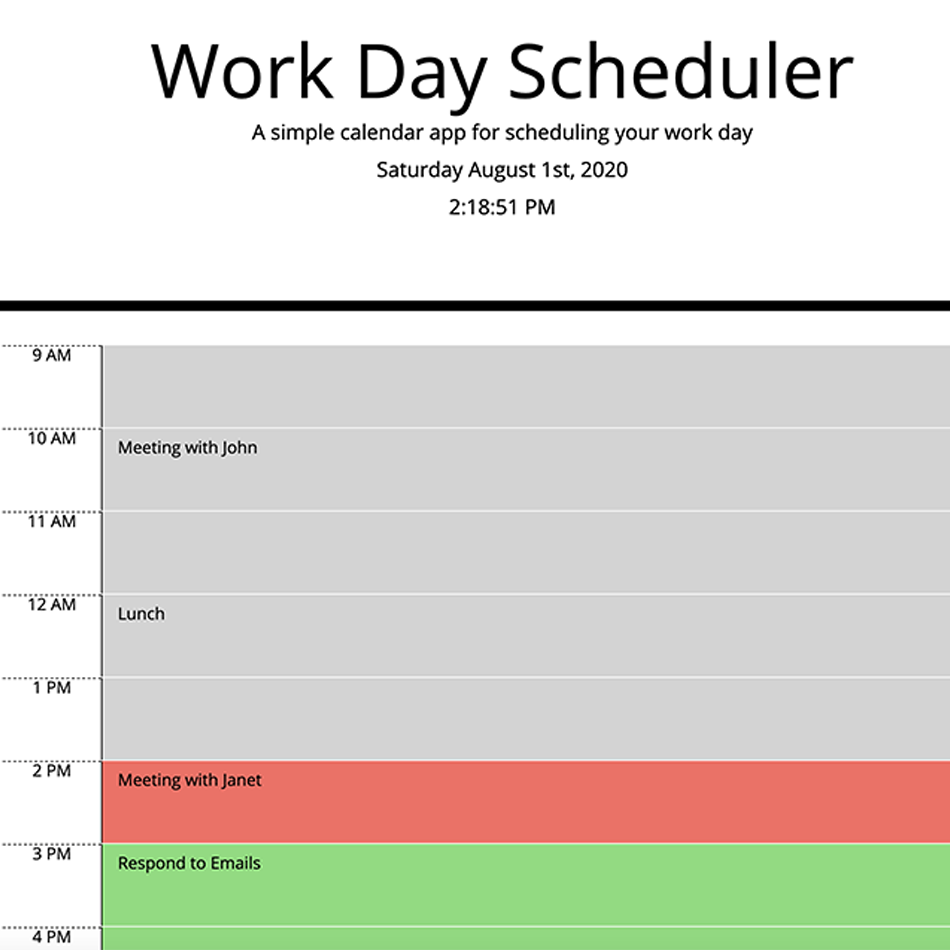 Work Day Scheduler
A simple calendar app for scheduling your work day
Saturday August 1st, 2020
2:18:51 PM
9 AM
10 AM
Meeting with John
11 AM
12 AM
Lunch
1 PM
2 PM
Meeting with Janet
3 PM
Respond to Emails
4 PM